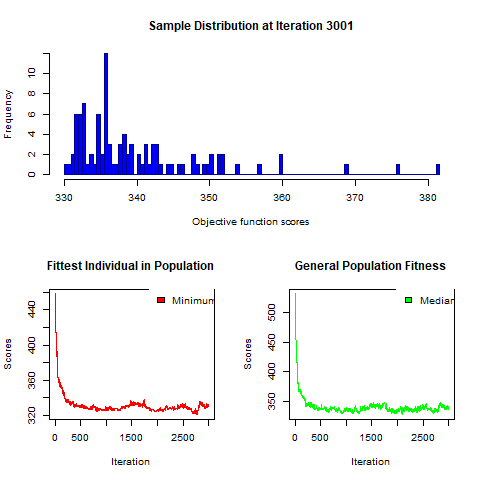 Sample Distribution at Iteration 3001
Frequency
0 2 4 6 8 10
330 340 350 360 370 380
Objective function scores
Fittest Individual in Population
Scores
320 360 400 440
Minimum
0 500 1500 2500
Iteration
General Population Fitness
Scores
350 400 450 500
Median
0 500 1500 2500
Iteration